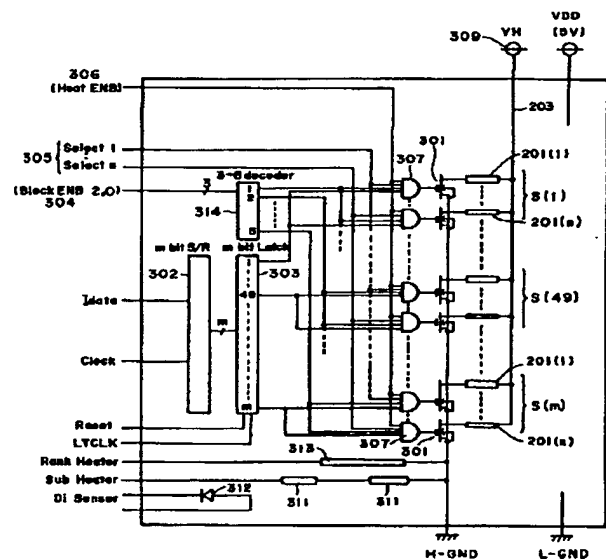 309
VH
VDD
(5V)
306
(Heat ENB)
203
305
Select 1
Select n
301
307
201(1)
3-8 decoder
3
(Block ENB 2,0)
304
1
2
314
S(1)
201(n)
m bit S/R
m bit Latch
302
303
1
49
S(49)
Idata
m
Clock
201(1)
S(m)
m
Reset
307
301
201(n)
LTCLK
313
Rank Heater
Sub Heater
312
311
311
Di Sensor
H-GND
L-GND